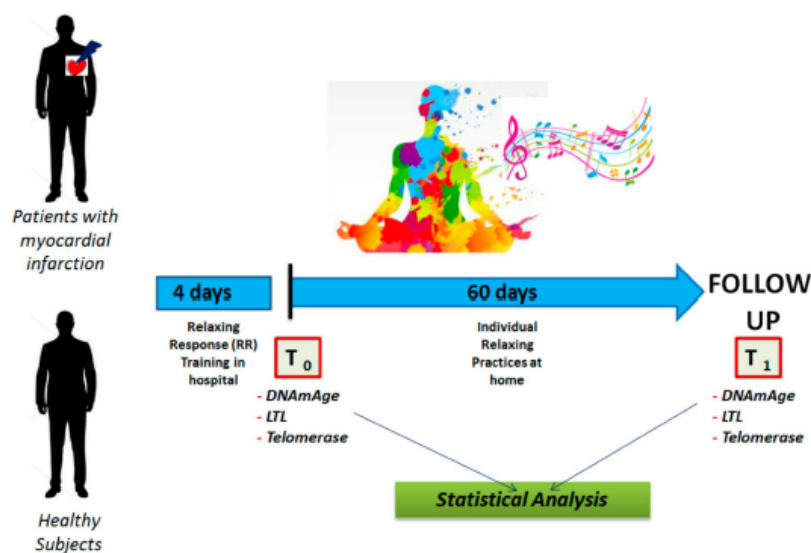 Patients with
myocardial
infarction
4 days
60 days
FOLLOW
UP
Relaxing
Response (RR)
Training in
hospital
Individual
Relaxing
Practices at
home
T0
- DNAmAge
- LTL
- Telomerase
T1
- DNAmAge
- LTL
- Telomerase
Statistical Analysis
Healthy
Subjects